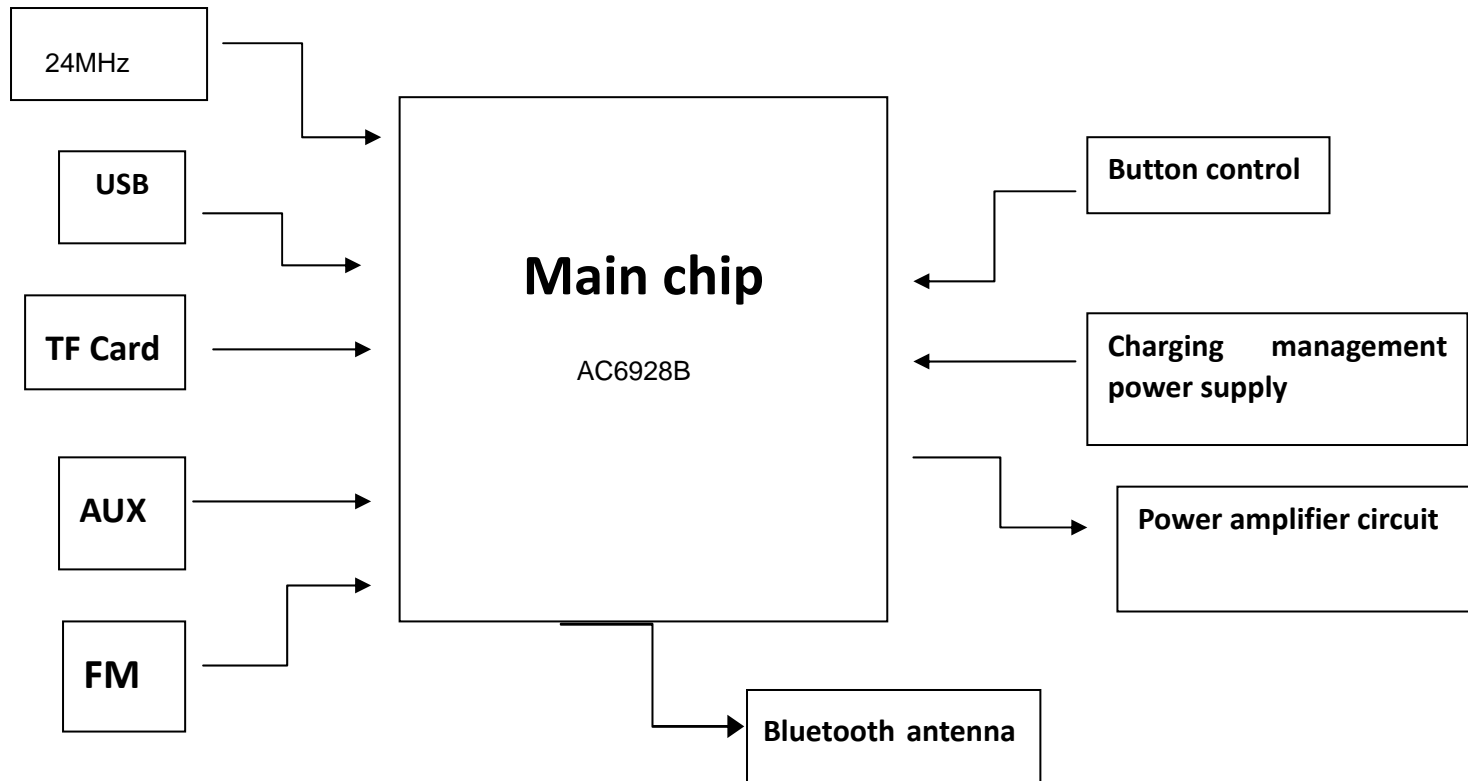 24MHz
USB
TF Card
AUX
FM
Main chip
AC6928B
Button control
Charging management
power supply
Power amplifier circuit
Bluetooth antenna